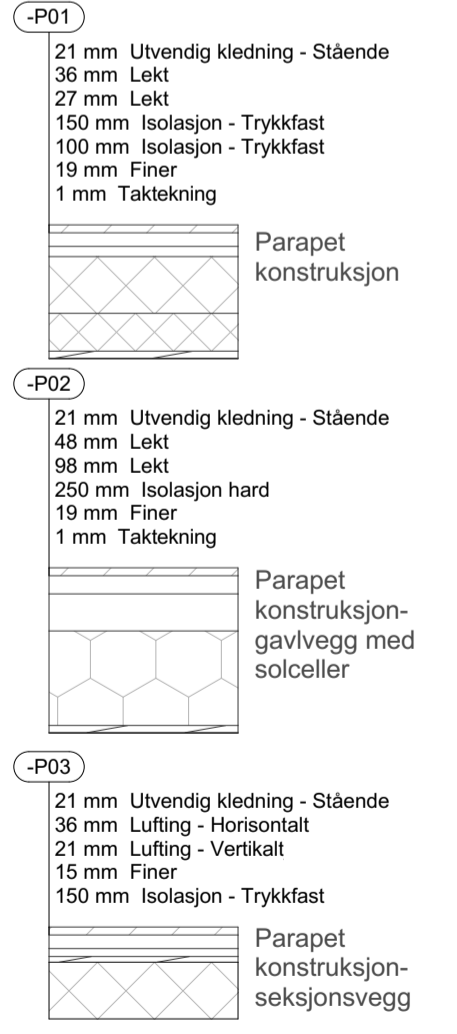 -P01
21 mm Utvendig kledning - Stående
36 mm Lekt
27 mm Lekt
150 mm Isolasjon - Trykkfast
100 mm Isolasjon - Trykkfast
19 mm Finer
1 mm Taktekning
Parapet
konstruksjon
-P02
21 mm Utvendig kledning - Stående
48 mm Lekt
98 mm Lekt
250 mm Isolasjon hard
19 mm Finer
1 mm Taktekning
Parapet
konstruksjon-
gavlvegg med
solceller
-P03
21 mm Utvendig kledning - Stående
36 mm Lufting - Horisontalt
21 mm Lufting - Vertikalt
15 mm Finer
150 mm Isolasjon - Trykkfast
Parapet
konstruksjon-
seksjonsvegg